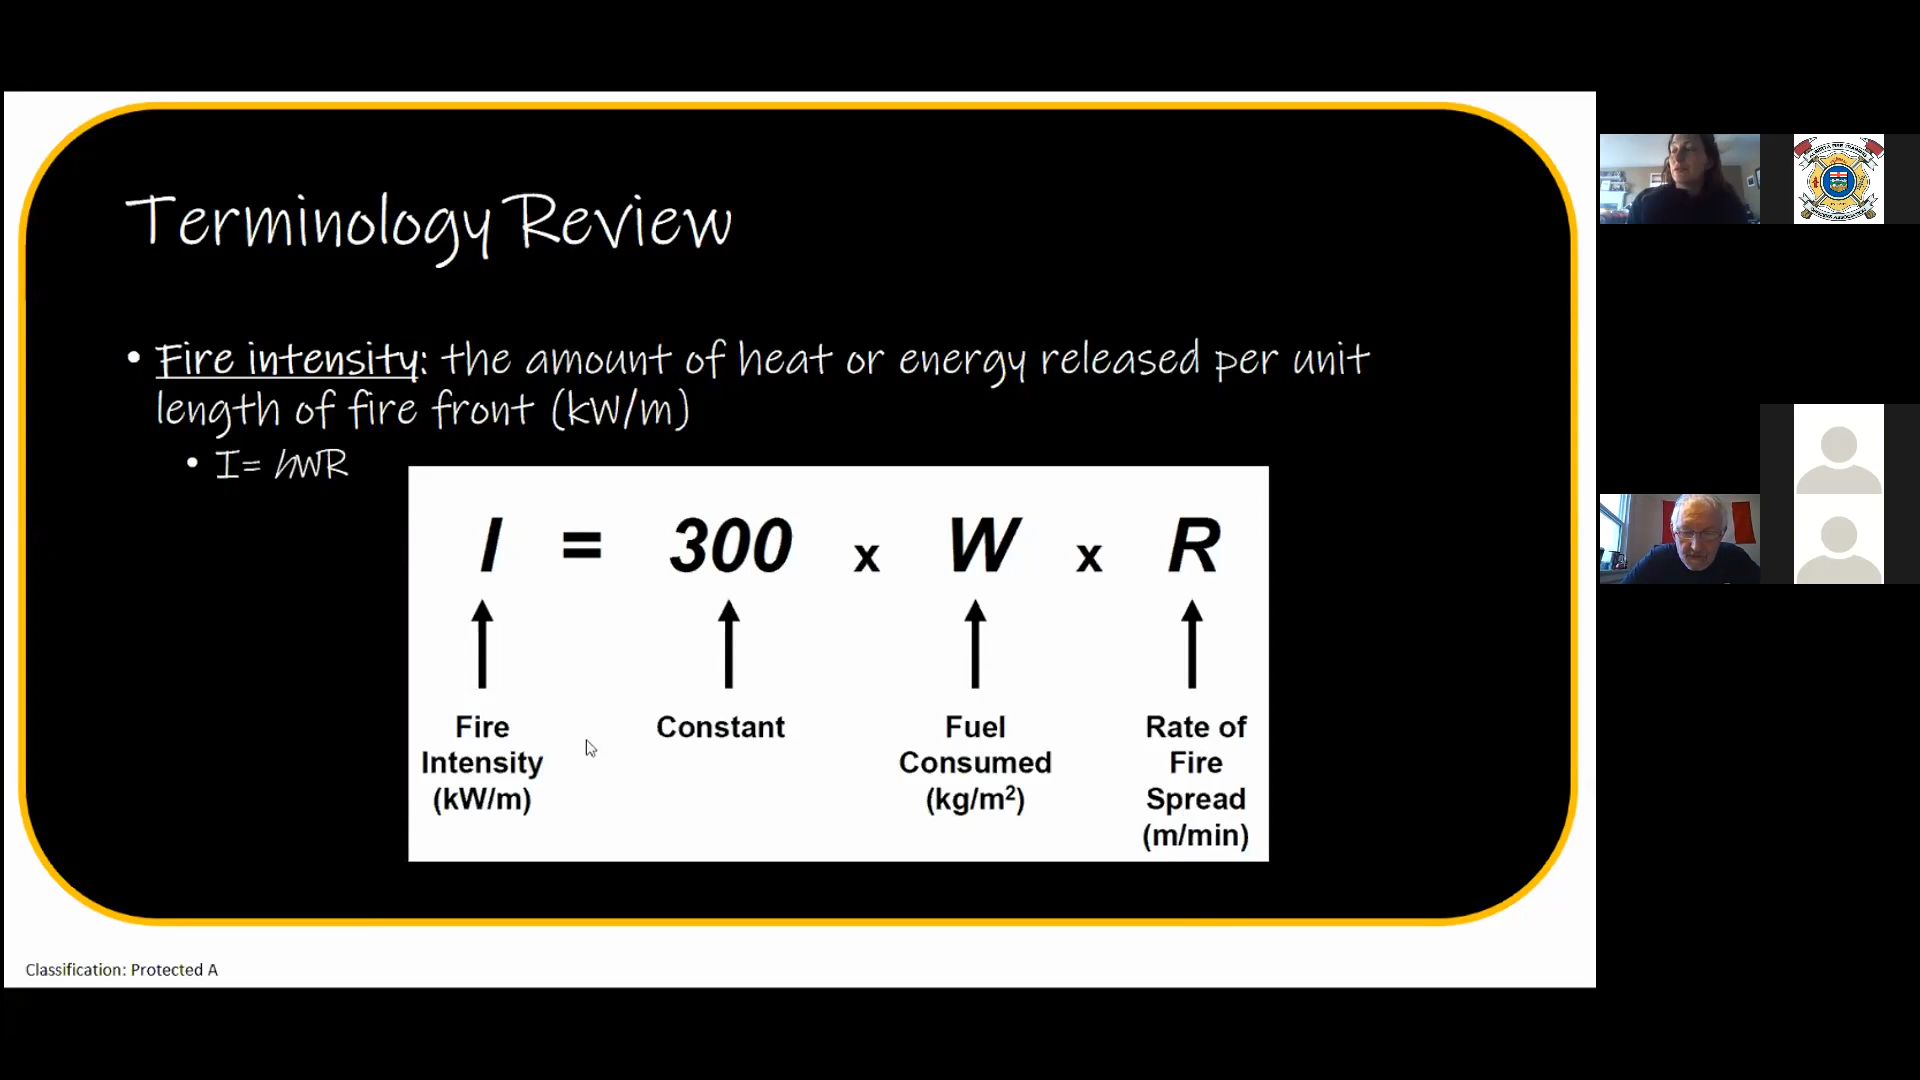 Terminology Review
• Fire intensity: the amount of heat or energy released per unit
length of fire front (kW/m)
• I= hWR
I = 300 x W x R
Fire
Intensity
(kW/m)
Constant
Fuel
Consumed
(kg/m²)
Rate of
Fire
Spread
(m/min)
Classification: Protected A